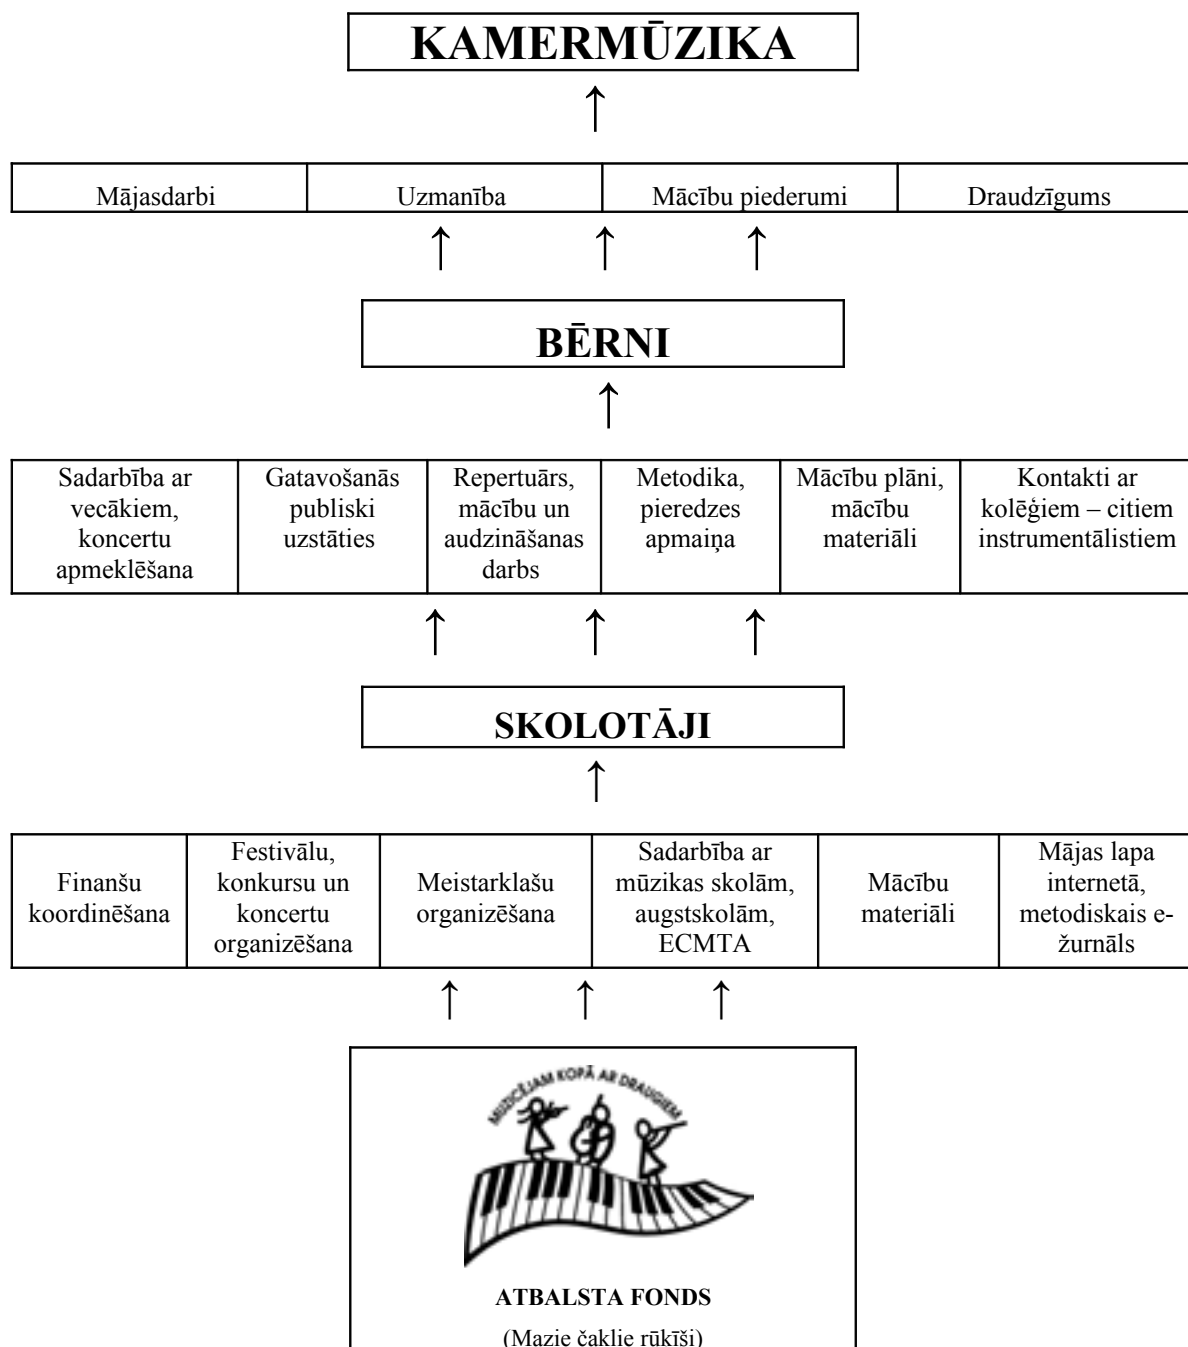 KAMERMŪZIKA
↑
Mājasdarbi
Uzmanība
Mācību piederumi
Draudzīgums
↑ ↑ ↑
BĒRNI
↑
Sadarbība ar
vecākiem,
koncertu
apmeklēšana
Gatavošanās
publiski
uzstāties
Repertuārs,
mācību un
audzināšanas
darbs
Metodika,
pieredzes
apmaiņa
Mācību plāni,
mācību
materiāli
Kontakti ar
kolēģiem – citiem
instrumentālistiem
↑ ↑ ↑
SKOLOTĀJI
↑
Finanšu
koordinēšana
Festivālu,
konkursu un
koncertu
organizēšana
Meistarklašu
organizēšana
Sadarbība ar
mūzikas skolām,
augstskolām,
ECMTA
Mācību
materiāli
Mājas lapa
internetā,
metodiskais e-
žurnāls
↑ ↑ ↑
MUZICĒJAM KOPĀ AR DRAUGIEM
ATBALSTA FONDS
(Mazie čaklie rūķīši)